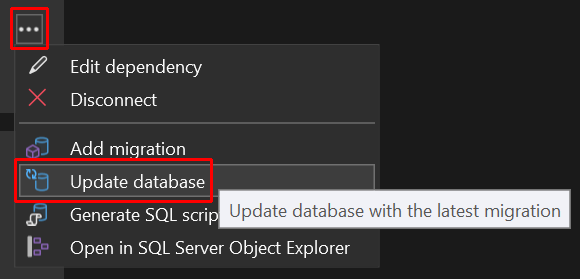 Edit dependency
Disconnect
Add migration
Update database
Update database with the latest migration
Generate SQL scrip
Open in SQL Server Object Explorer